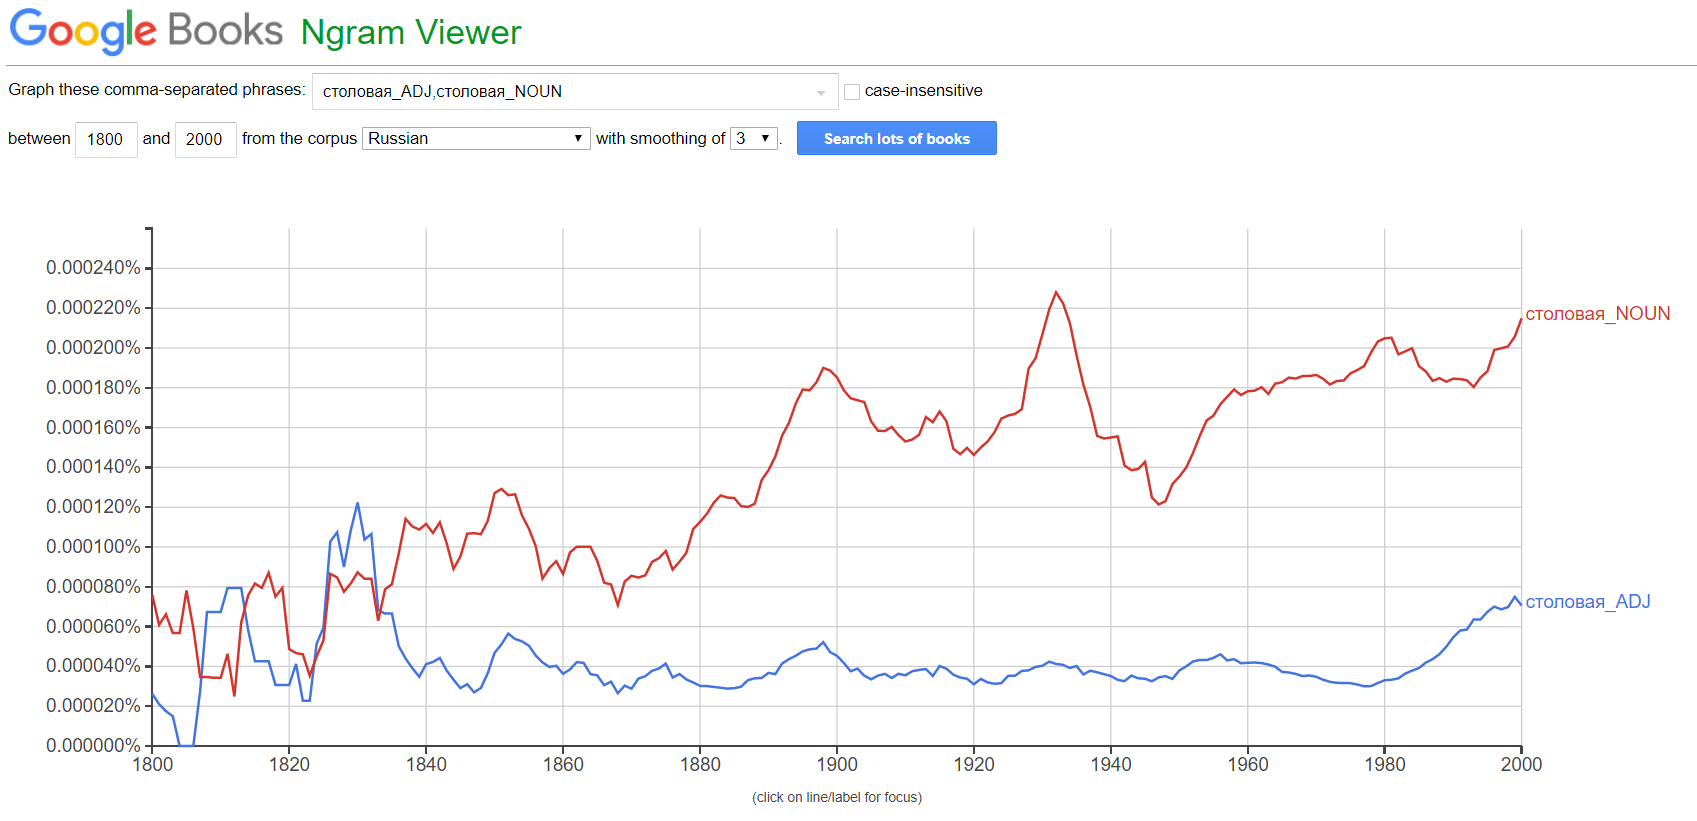 Google Books Ngram Viewer
Graph these comma-separated phrases: столовая_ADJ,столовая_NOUN case-insensitive
between 1800 and 2000 from the corpus Russian with smoothing of 3 . Search lots of books
0.000240%
0.000220%
столовая_NOUN
0.000200%
0.000180%
0.000160%
0.000140%
0.000120%
0.000100%
0.000080%
столовая_ADJ
0.000060%
0.000040%
0.000020%
0.000000%
1800 1820 1840 1860 1880 1900 1920 1940 1960 1980 2000
(click on line/label for focus)